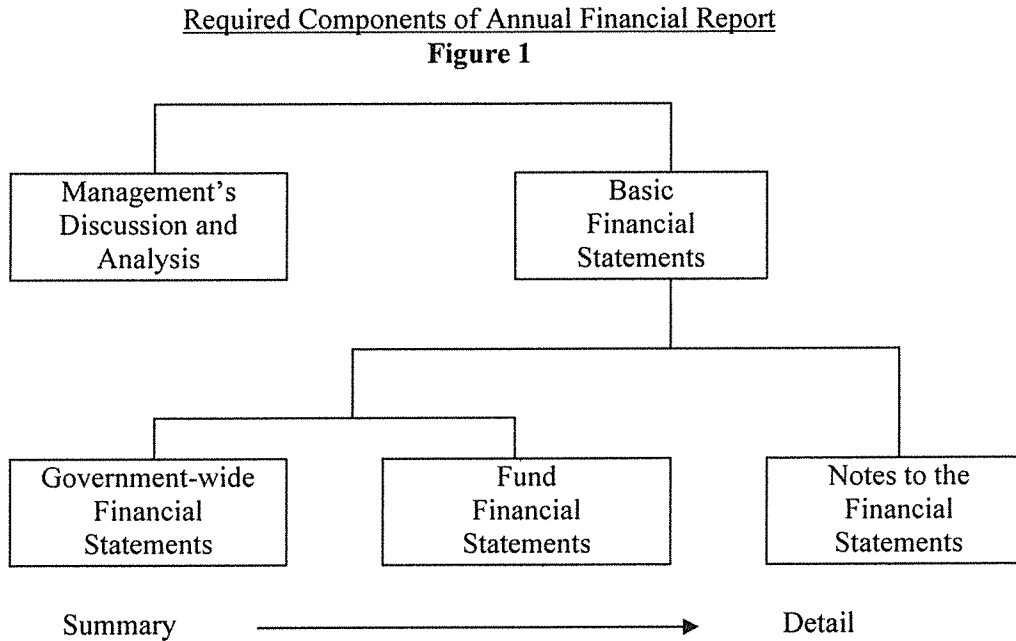 Required Components of Annual Financial Report
Figure 1
Management's
Discussion and
Analysis
Basic
Financial
Statements
Government-wide
Financial
Statements
Fund
Financial
Statements
Notes to the
Financial
Statements
Summary
Detail